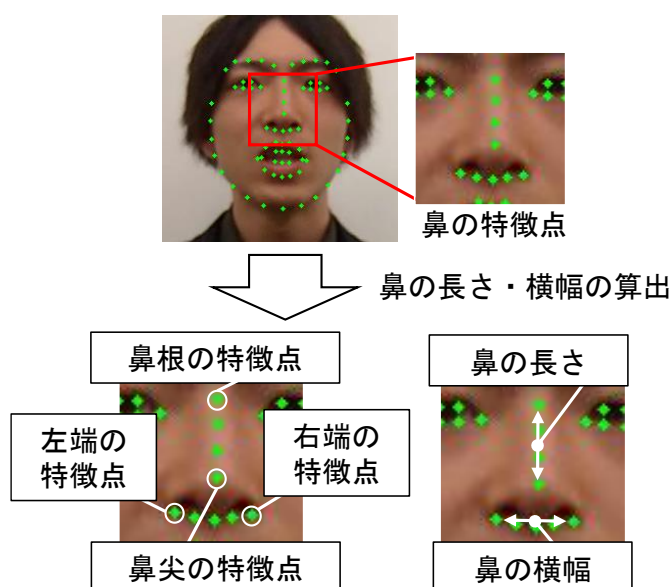 鼻の特徴点
鼻の長さ・横幅の算出
鼻根の特徴点
鼻の長さ
左端の
特徴点
右端の
特徴点
鼻尖の特徴点
鼻の横幅